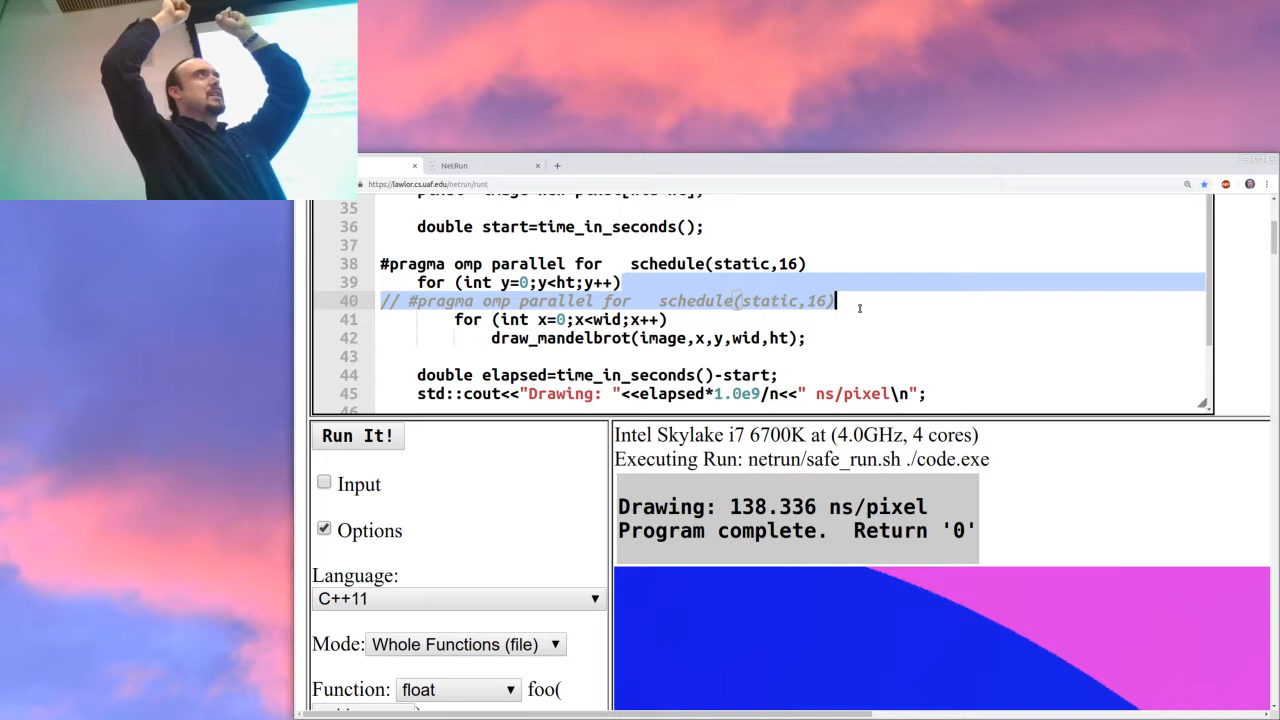 NetRun
https://lawlor.cs.uaf.edu/netrun/runt
35
36 double start=time_in_seconds();
37
38 #pragma omp parallel for schedule(static,16)
39 for (int y=0;y<ht;y++)
40 // #pragma omp parallel for schedule(static,16)
41 for (int x=0;x<wid;x++)
42 draw_mandelbrot(image,x,y,wid,ht);
43
44 double elapsed=time_in_seconds()-start;
45 std::cout<<"Drawing: "<<elapsed*1.0e9/n<<" ns/pixel\n";
46
Run It!
Input
Options
Language:
C++11
Mode: Whole Functions (file)
Function: float foo(
Intel Skylake i7 6700K at (4.0GHz, 4 cores)
Executing Run: netrun/safe_run.sh ./code.exe
Drawing: 138.336 ns/pixel
Program complete. Return '0'